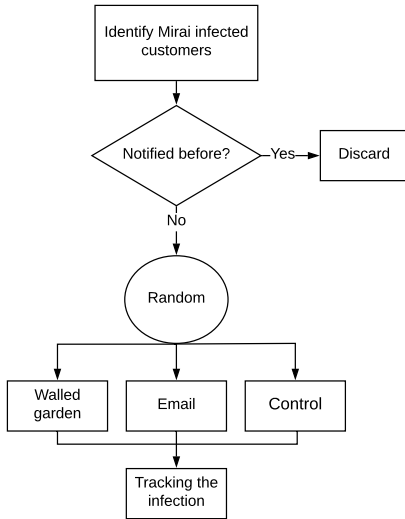 Identify Mirai infected
customers
Notified before?
Yes
Discard
No
Random
Walled
garden
Email
Control
Tracking the
infection